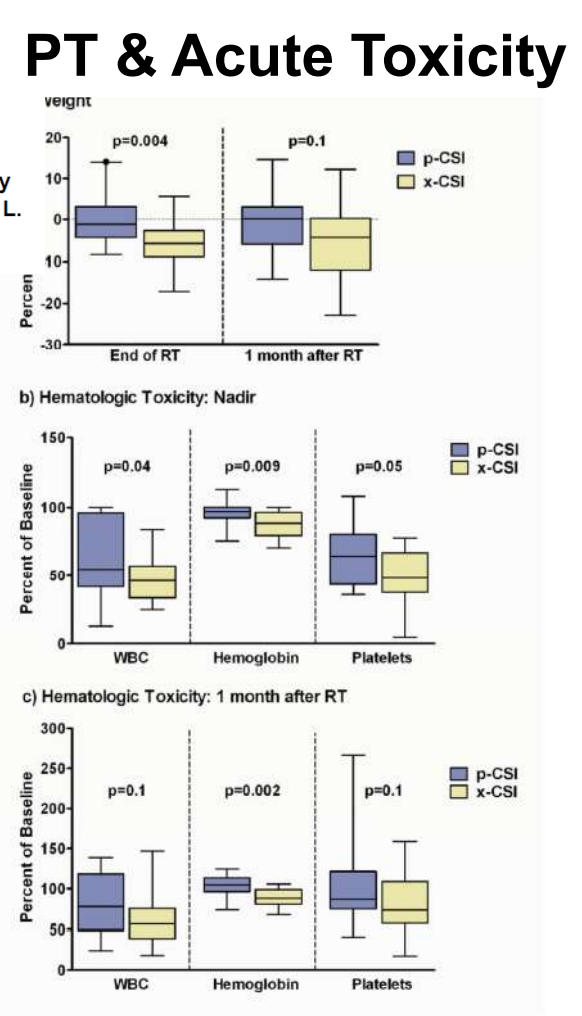 PT & Acute Toxicity
Weight
y
L.
20
10
0
10
-20
-30
Percen
p=0.004
p=0.1
p-CSI
x-CSI
End of RT
1 month after RT
b) Hematologic Toxicity: Nadir
150
100
50
0
Percent of Baseline
p=0.04
p=0.009
p=0.05
p-CSI
x-CSI
WBC
Hemoglobin
Platelets
c) Hematologic Toxicity: 1 month after RT
300
250
200
150
100
50
0
Percent of Baseline
p=0.1
p=0.002
p=0.1
p-CSI
x-CSI
WBC
Hemoglobin
Platelets